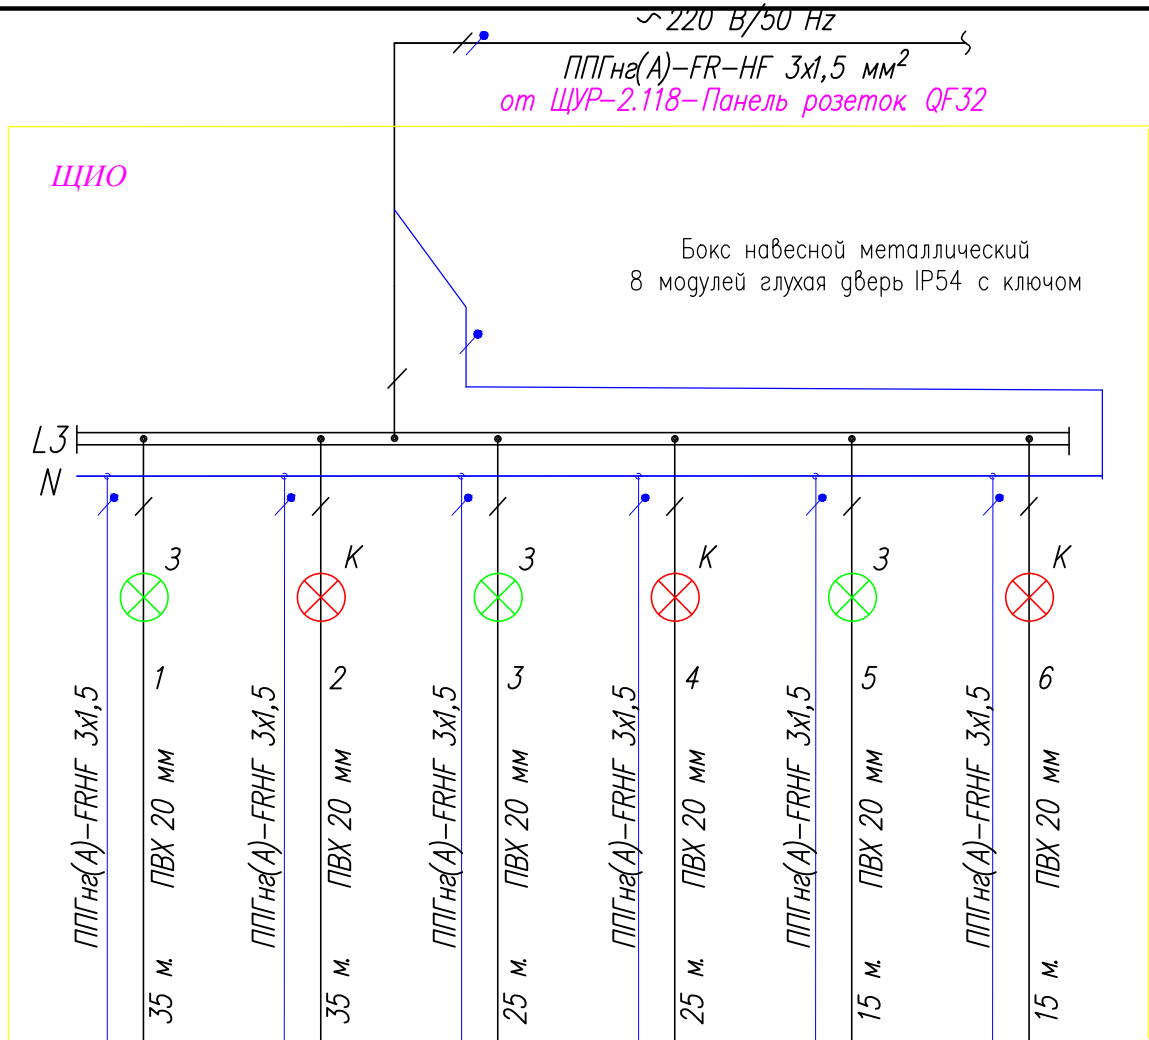 ~220 В/50 Hz
ППГнг(А)-FR-HF 3х1,5 мм²
от ЩУР-2.118-Панель розеток QF32
ЩИО
Бокс навесной металлический
8 модулей глухая дверь IP54 с ключом
L3
N
З
К
З
К
З
К
1
2
3
4
5
6
ППГнг(А)-FRHF 3х1,5
ПВХ 20 мм
35 м.
ППГнг(А)-FRHF 3х1,5
ПВХ 20 мм
35 м.
ППГнг(А)-FRHF 3х1,5
ПВХ 20 мм
25 м.
ППГнг(А)-FRHF 3х1,5
ПВХ 20 мм
25 м.
ППГнг(А)-FRHF 3х1,5
ПВХ 20 мм
15 м.
ППГнг(А)-FRHF 3х1,5
ПВХ 20 мм
15 м.